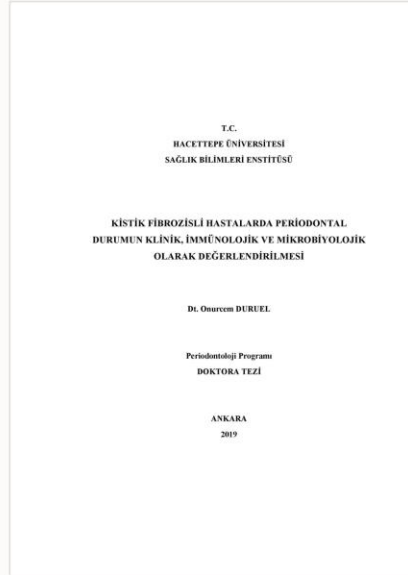 T.C.
HACETTEPE ÜNİVERSİTESİ
SAĞLIK BİLİMLERİ ENSTİTÜSÜ
KİSTİK FİBROZİSLİ HASTALARDA PERİODONTAL
DURUMUN KLİNİK, İMMÜNOLOJİK VE MİKROBİYOLOJİK
OLARAK DEĞERLENDİRİLMESİ
Dt. Onurcem DURUEL
Periodontoloji Programı
DOKTORA TEZİ
ANKARA
2019